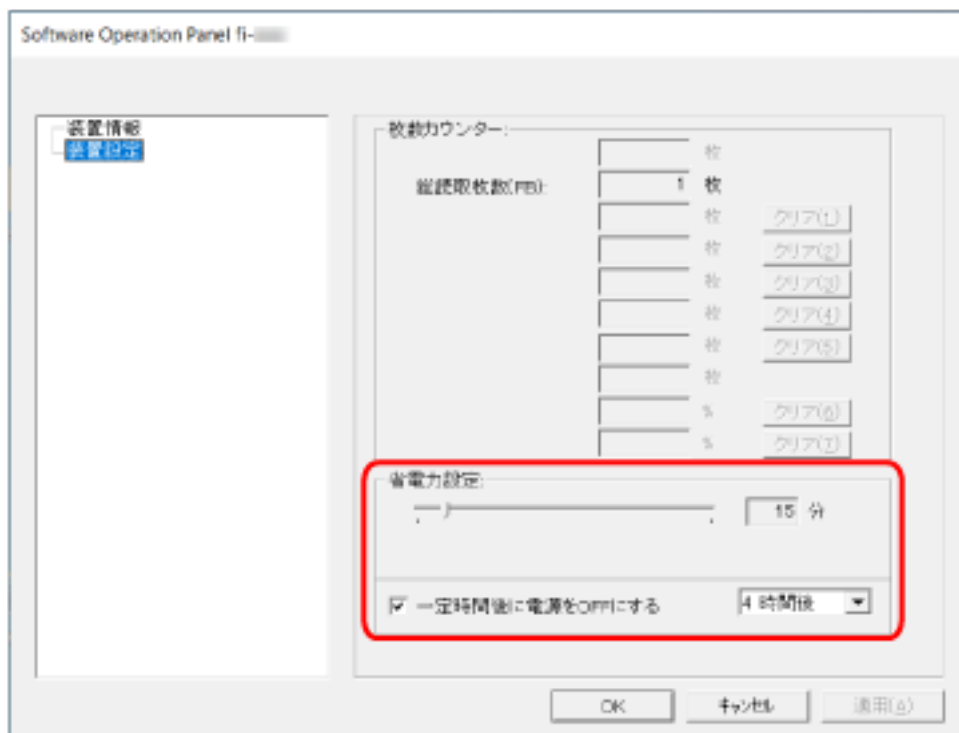 Software Operation Panel fi-
装置情報
装置設定
枚数カウンター:
枚
総読取枚数(FB): 1 枚
枚 クリア(1)
枚 クリア(2)
枚 クリア(3)
枚 クリア(4)
枚 クリア(5)
枚
% クリア(6)
% クリア(7)
省電力設定:
15 分
一定時間後に電源をOFFにする 4 時間後
OK キャンセル 適用(A)